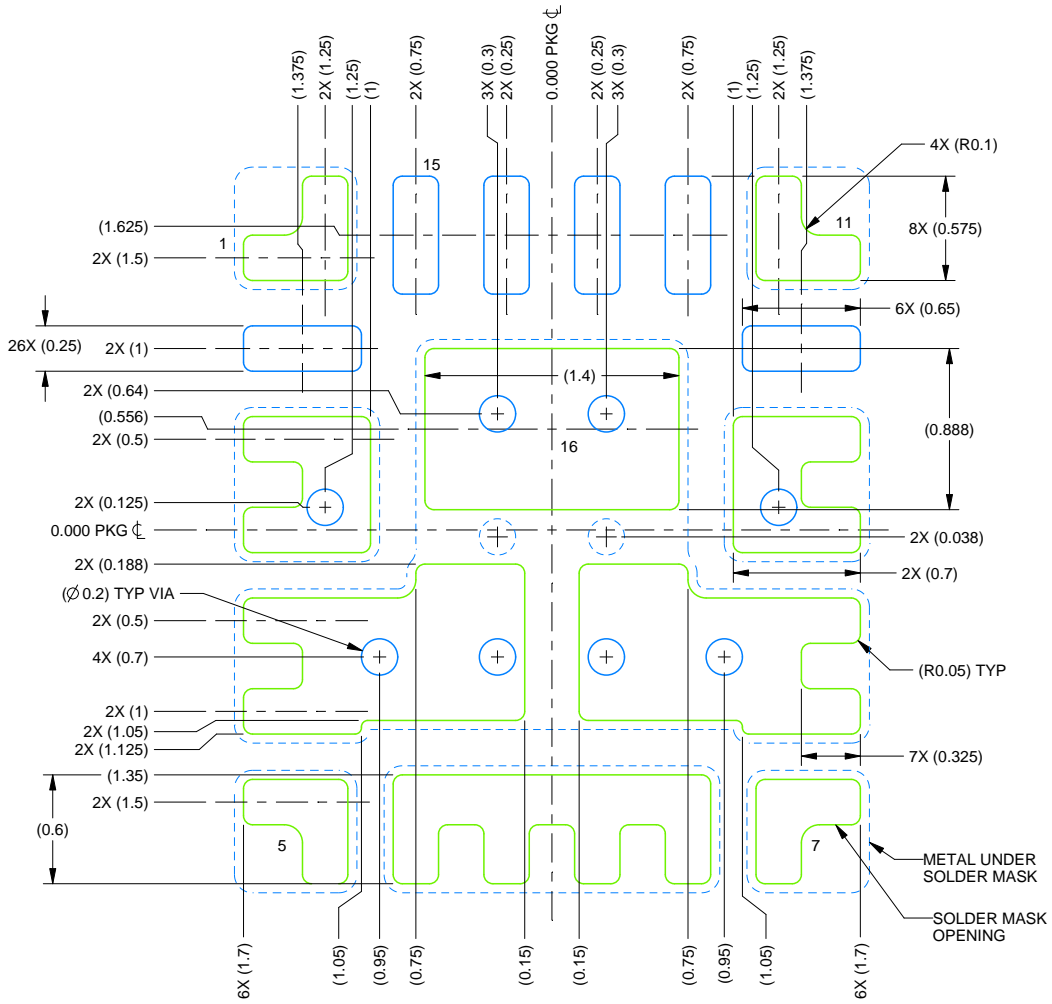 (1.375)
2X (1.25)
(1.25)
(1)
2X (0.75)
3X (0.3)
2X (0.25)
0.000 PKG ℄
2X (0.25)
3X (0.3)
2X (0.75)
(1)
(1.25)
2X (1.25)
(1.375)
15
4X (R0.1)
(1.625)
1
11
8X (0.575)
2X (1.5)
6X (0.65)
26X (0.25)
2X (1)
(1.4)
2X (0.64)
(0.556)
2X (0.5)
16
(0.888)
2X (0.125)
0.000 PKG ℄
2X (0.038)
2X (0.188)
2X (0.7)
(Ø 0.2) TYP VIA
2X (0.5)
4X (0.7)
(R0.05) TYP
2X (1)
2X (1.05)
2X (1.125)
7X (0.325)
(1.35)
2X (1.5)
(0.6)
5
7
METAL UNDER
SOLDER MASK
SOLDER MASK
OPENING
6X (1.7)
(1.05)
(0.95)
(0.75)
(0.15)
(0.15)
(0.75)
(0.95)
(1.05)
6X (1.7)